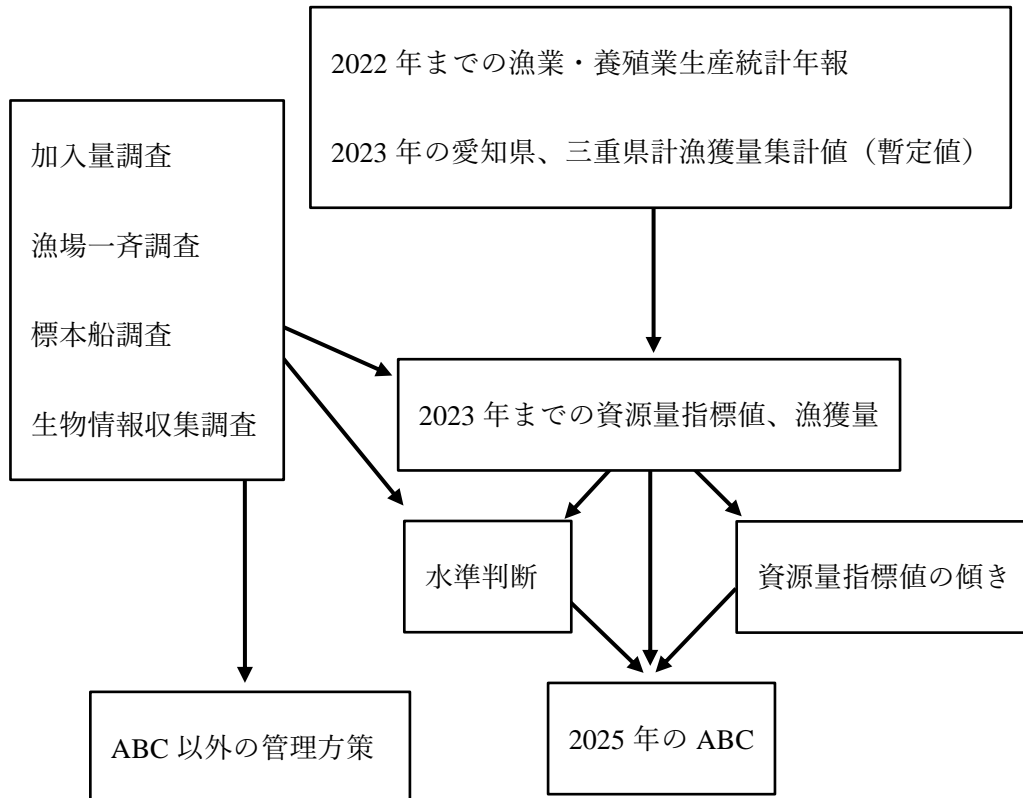 2022 年までの漁業・養殖業生産統計年報
2023 年の愛知県、三重県計漁獲量集計値（暫定値）
加入量調査
漁場一斉調査
標本船調査
生物情報収集調査
2023 年までの資源量指標値、漁獲量
水準判断
資源量指標値の傾き
ABC 以外の管理方策
2025 年の ABC